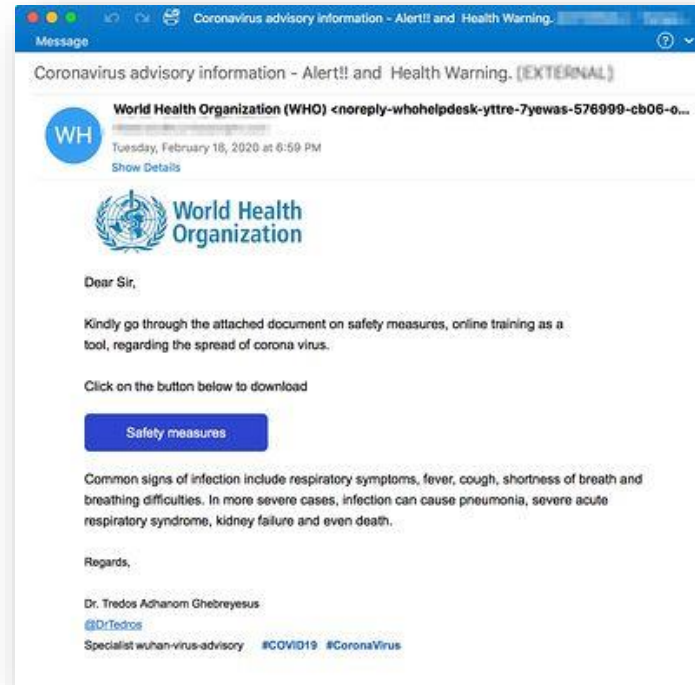 Coronavirus advisory information - Alert!! and Health Warning.
Message
Coronavirus advisory information - Alert!! and Health Warning. [EXTERNAL]
World Health Organization (WHO) <noreply-whohelpdesk-yttre-7yewas-576999-cb06-o...
WH
Tuesday, February 18, 2020 at 6:59 PM
Show Details
World Health
Organization
Dear Sir,
Kindly go through the attached document on safety measures, online training as a
tool, regarding the spread of corona virus.
Click on the button below to download
Safety measures
Common signs of infection include respiratory symptoms, fever, cough, shortness of breath and
breathing difficulties. In more severe cases, infection can cause pneumonia, severe acute
respiratory syndrome, kidney failure and even death.
Regards,
Dr. Tredos Adhanom Ghebreyesus
@DrTedros
Specialist wuhan-virus-advisory #COVID19 #CoronaVirus